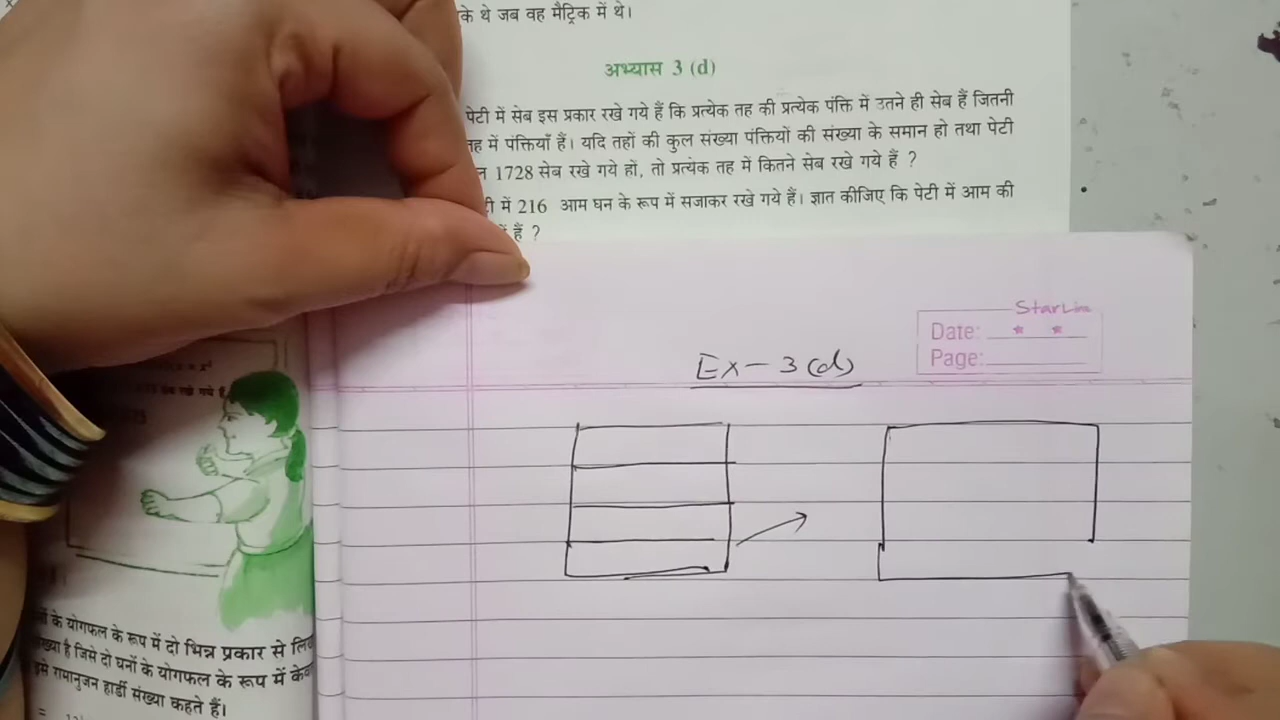 के थे जब वह मैट्रिक में थे।
अभ्यास 3 (d)
पेटी में सेब इस प्रकार रखे गये हैं कि प्रत्येक तह की प्रत्येक पंक्ति में उतने ही सेब हैं जितनी
तह में पंक्तियाँ हैं। यदि तहों की कुल संख्या पंक्तियों की संख्या के समान हो तथा पेटी
1728 सेब रखे गये हों, तो प्रत्येक तह में कितने सेब रखे गये हैं ?
में 216 आम घन के रूप में सजाकर रखे गये हैं। ज्ञात कीजिए कि पेटी में आम की
हैं ?
StarLine
Date:
Page:
Ex - 3 (d)
के योगफल के रूप में दो भिन्न प्रकार से
है जिसे दो घनों के योगफल के रूप में
इसे रामानुजन हार्डी संख्या कहते हैं।
=